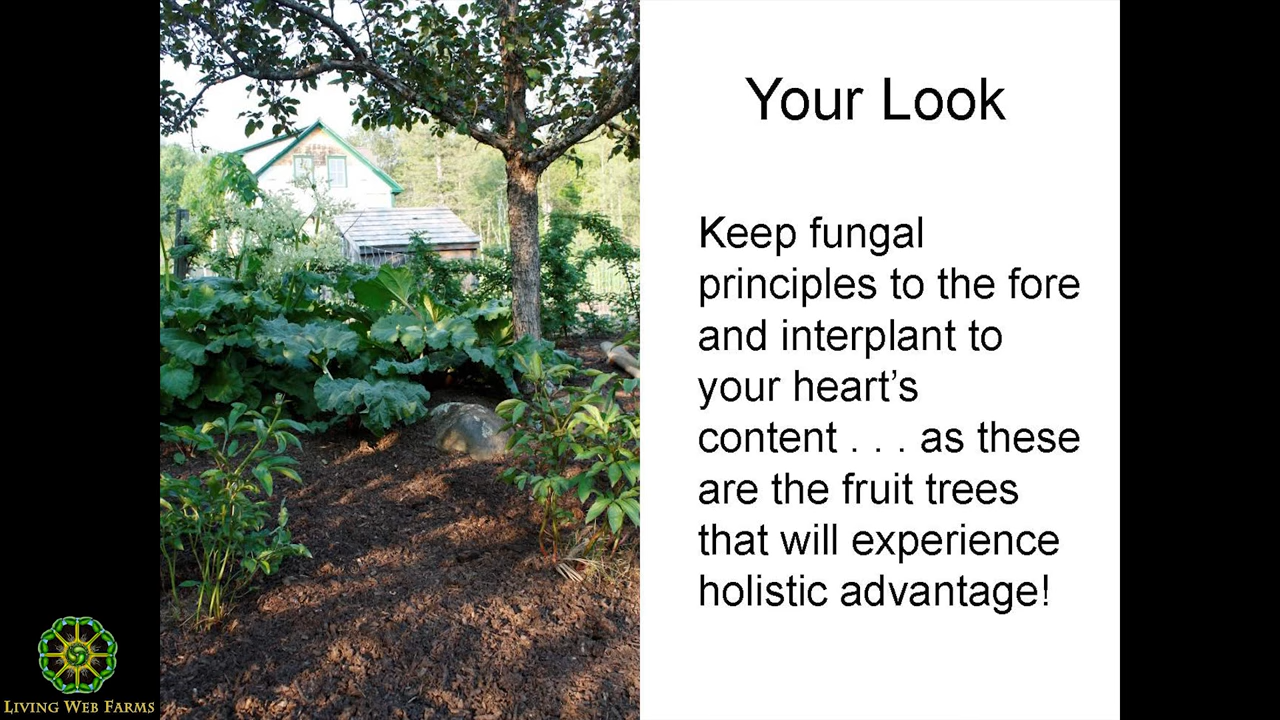 Your Look
Keep fungal
principles to the fore
and interplant to
your heart’s
content . . . as these
are the fruit trees
that will experience
holistic advantage!
LIVING WEB FARMS